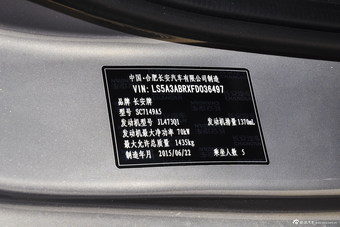 中国·合肥长安汽车有限公司制造
VIN: LS5A3ABRXFD036497
品牌 长安牌
型号 SC7149A5
发动机型号 JL473Q1 发动机排量 1370mL
发动机最大净功率 70kW
最大允许总质量 1435kg
制造年月 2015/06/22 乘坐人数 5